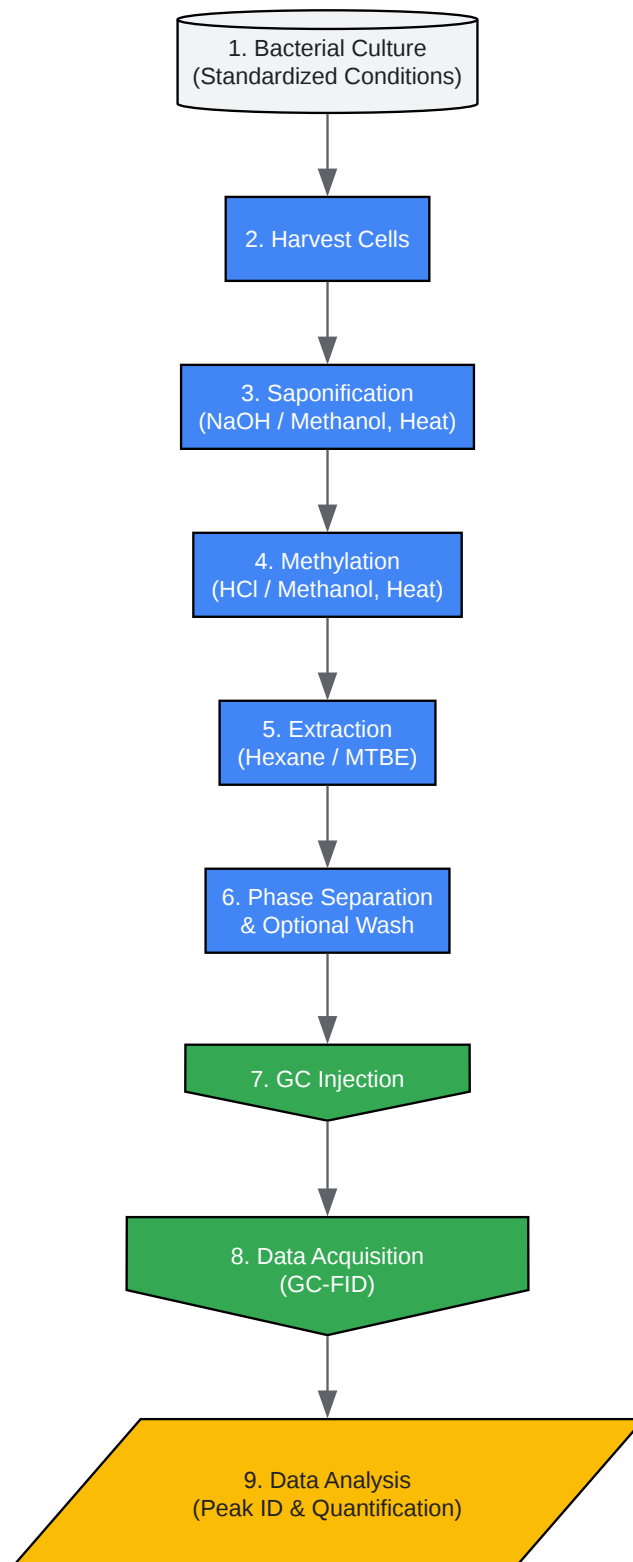 1. Bacterial Culture
(Standardized Conditions)
2. Harvest Cells
3. Saponification
(NaOH / Methanol, Heat)
4. Methylation
(HCl / Methanol, Heat)
5. Extraction
(Hexane / MTBE)
6. Phase Separation
& Optional Wash
7. GC Injection
8. Data Acquisition
(GC-FID)
9. Data Analysis
(Peak ID & Quantification)